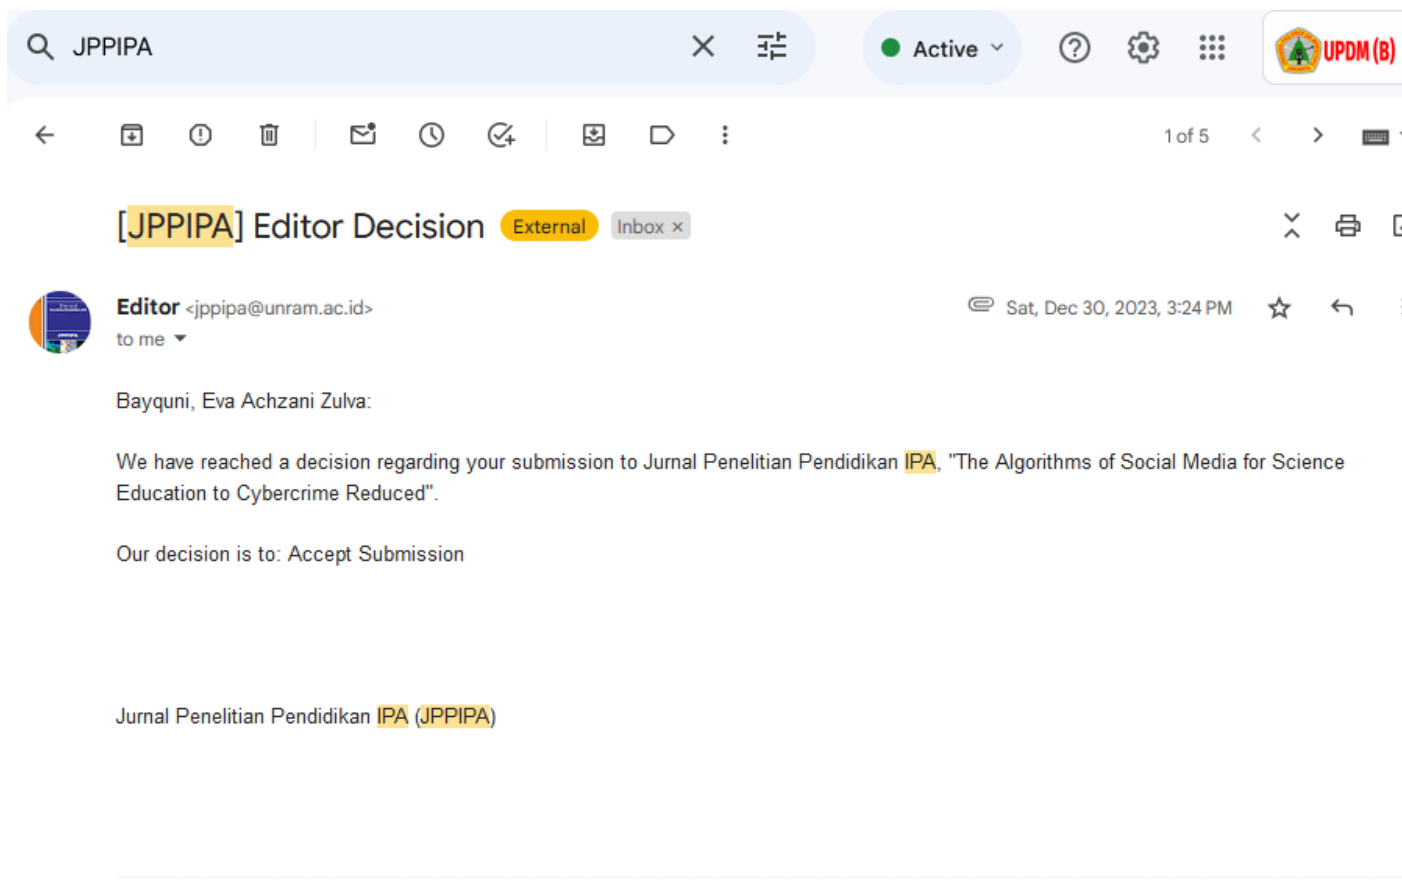 JPPIPA
Active
UPDM (B)
1 of 5
[JPPIPA] Editor Decision External Inbox ×
Editor <jppipa@unram.ac.id> Sat, Dec 30, 2023, 3:24 PM
to me
Bayquni, Eva Achzani Zulva:
We have reached a decision regarding your submission to Jurnal Penelitian Pendidikan IPA, "The Algorithms of Social Media for Science
Education to Cybercrime Reduced".
Our decision is to: Accept Submission
Jurnal Penelitian Pendidikan IPA (JPPIPA)